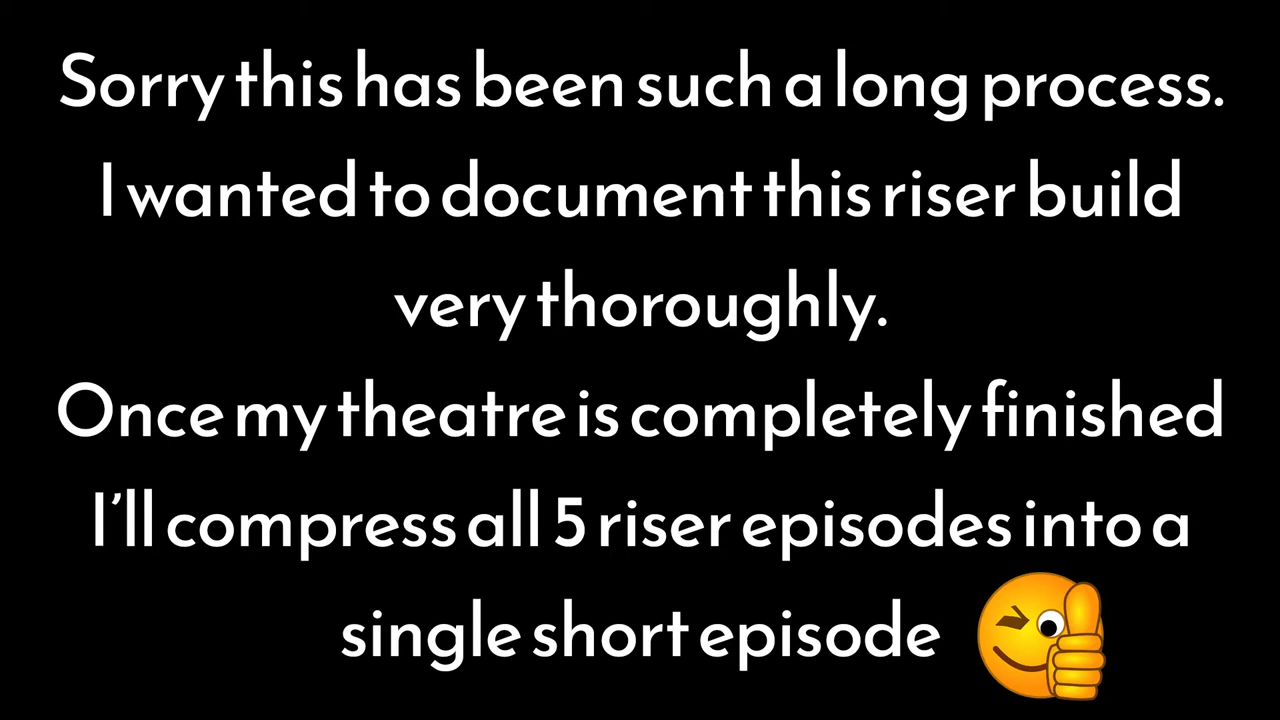 Sorry this has been such a long process.
I wanted to document this riser build
very thoroughly.
Once my theatre is completely finished
I’ll compress all 5 riser episodes into a
single short episode